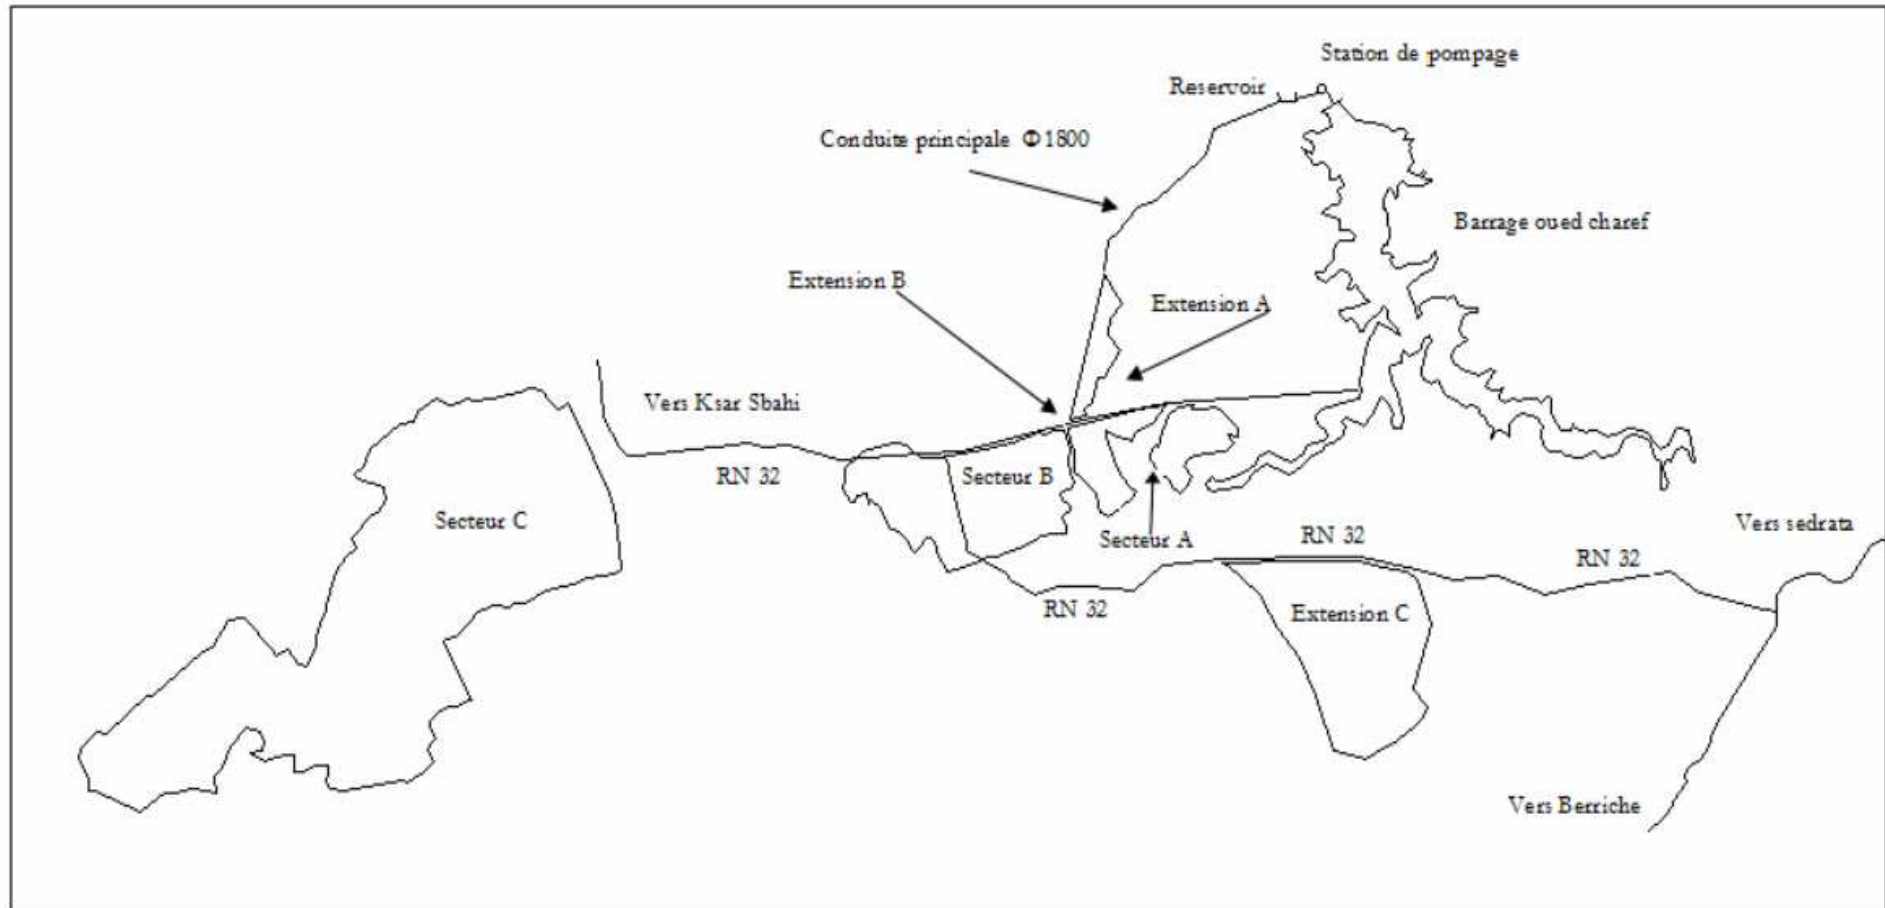 Station de pompage
Reservoir
Conduite principale Φ1800
Barrage oued charef
Extension B
Extension A
Vers Ksar Sbahi
RN 32
Secteur B
Secteur C
Secteur A
RN 32
Vers sedrata
RN 32
RN 32
Extension C
Vers Berriche